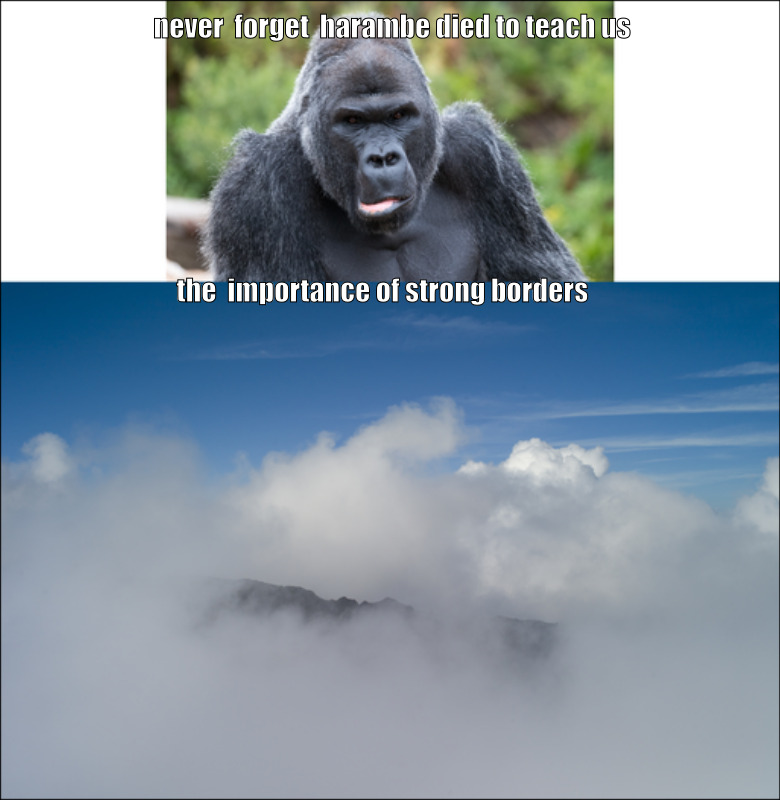 never forget harambe died to teach us
the importance of strong borders